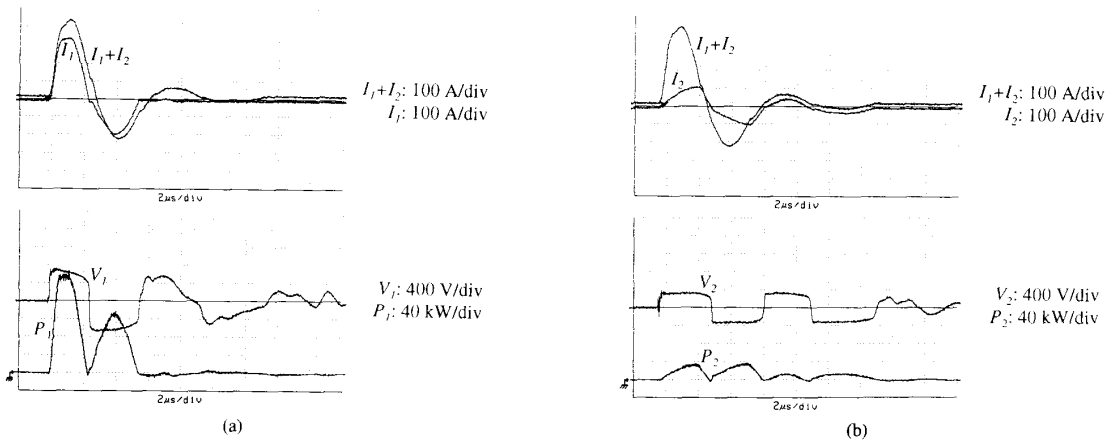 I1
I1+I2
I1+I2: 100 A/div
I1: 100 A/div
2µs/div
V1
P1
V1: 400 V/div
P1: 40 kW/div
2µs/div
(a)
I1+I2
I2
I1+I2: 100 A/div
I2: 100 A/div
2µs/div
V2
P2
V2: 400 V/div
P2: 40 kW/div
2µs/div
(b)